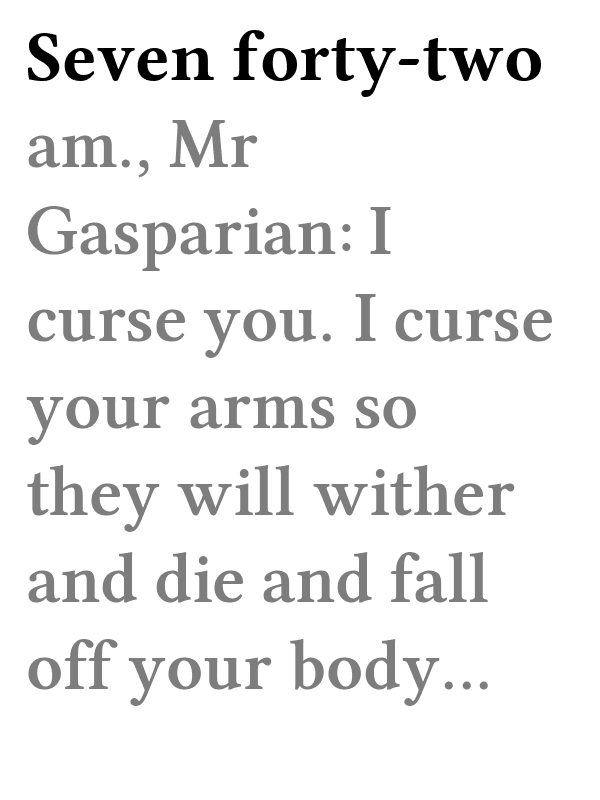 Seven forty-two
am., Mr
Gasparian: I
curse you. I curse
your arms so
they will wither
and die and fall
off your body...